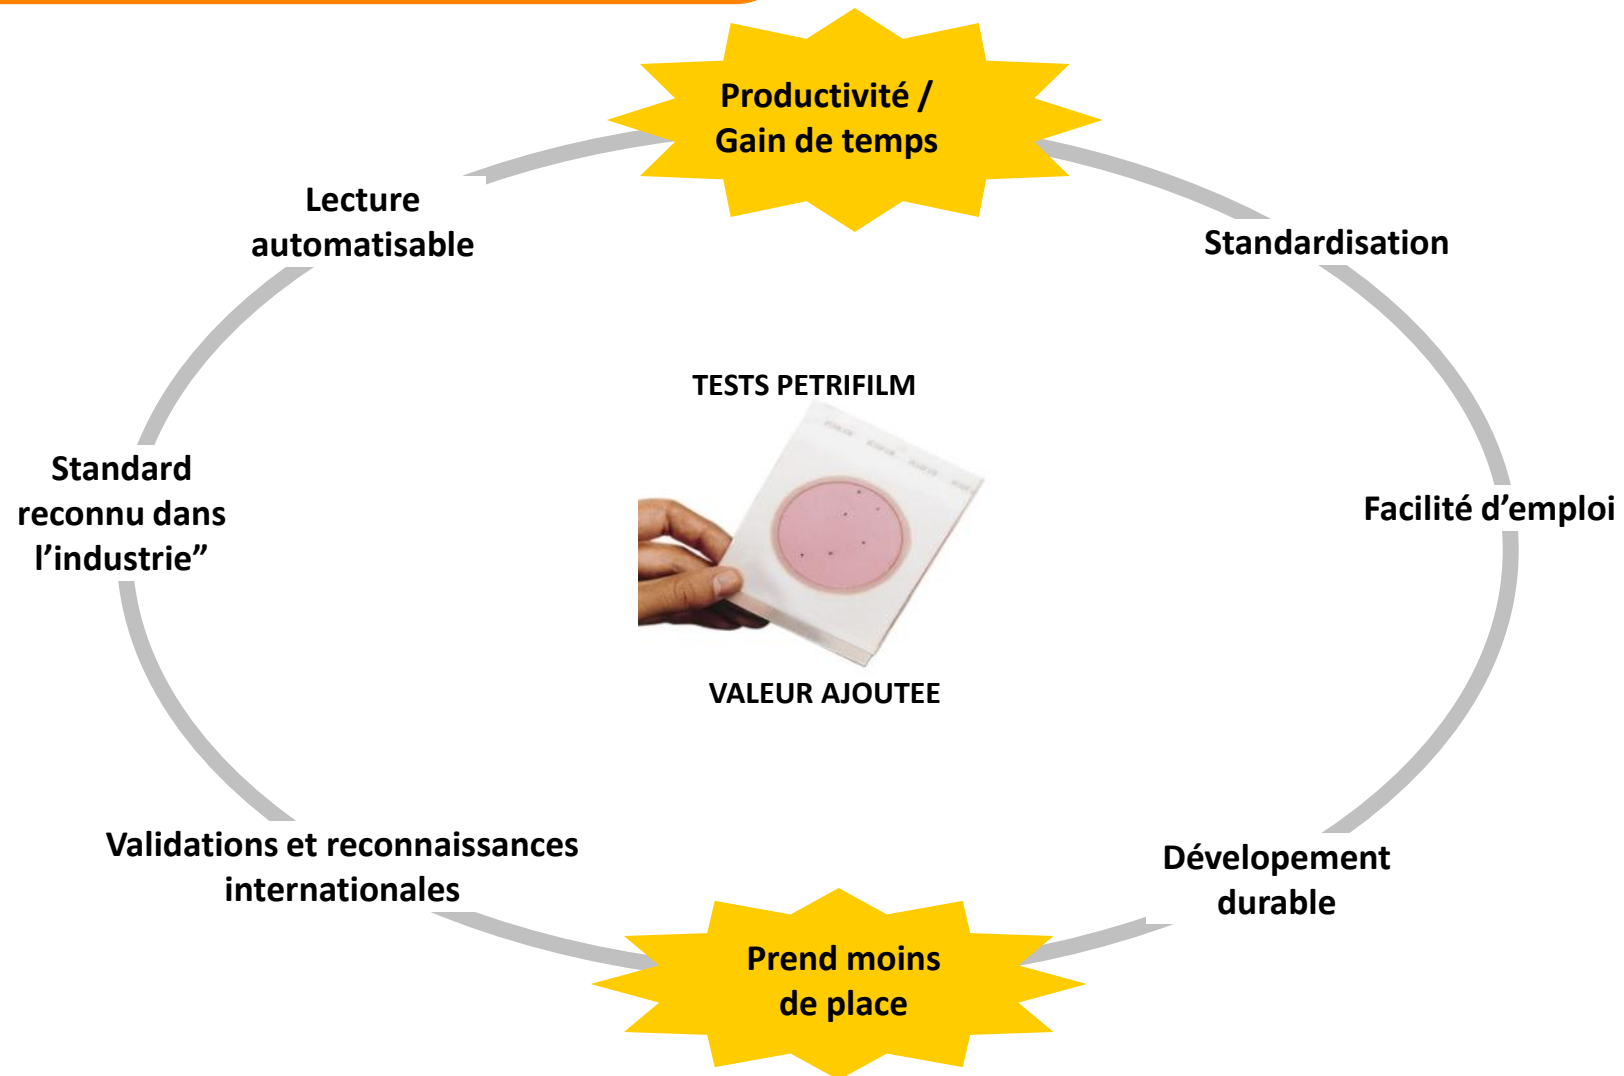 Productivité /
Gain de temps
Lecture
automatisable
Standardisation
TESTS PETRIFILM
Standard
reconnu dans
l’industrie”
Facilité d’emploi
VALEUR AJOUTEE
Validations et reconnaissances
internationales
Dévelopement
durable
Prend moins
de place